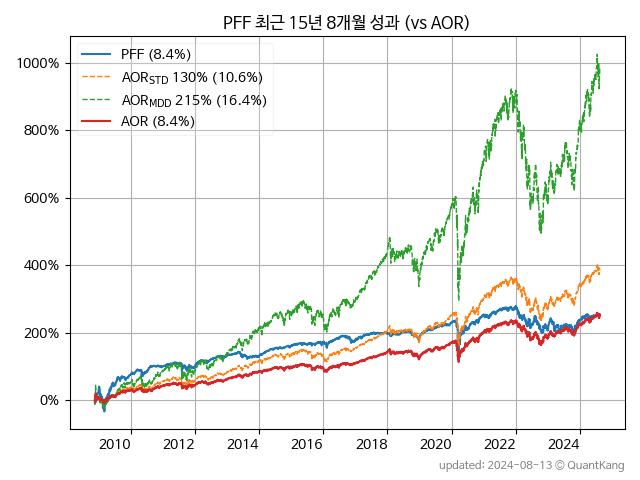 PFF 최근 15년 8개월 성과 (vs AOR)
PFF (8.4%)
AOR_STD 130% (10.6%)
AOR_MDD 215% (16.4%)
AOR (8.4%)
1000%
800%
600%
400%
200%
0%
2010 2012 2014 2016 2018 2020 2022 2024
updated: 2024-08-13 © QuantKang